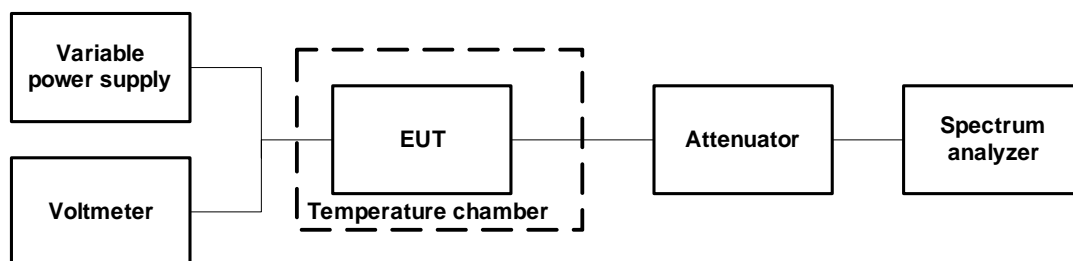 Variable
power supply
Voltmeter
EUT
Temperature chamber
Attenuator
Spectrum
analyzer